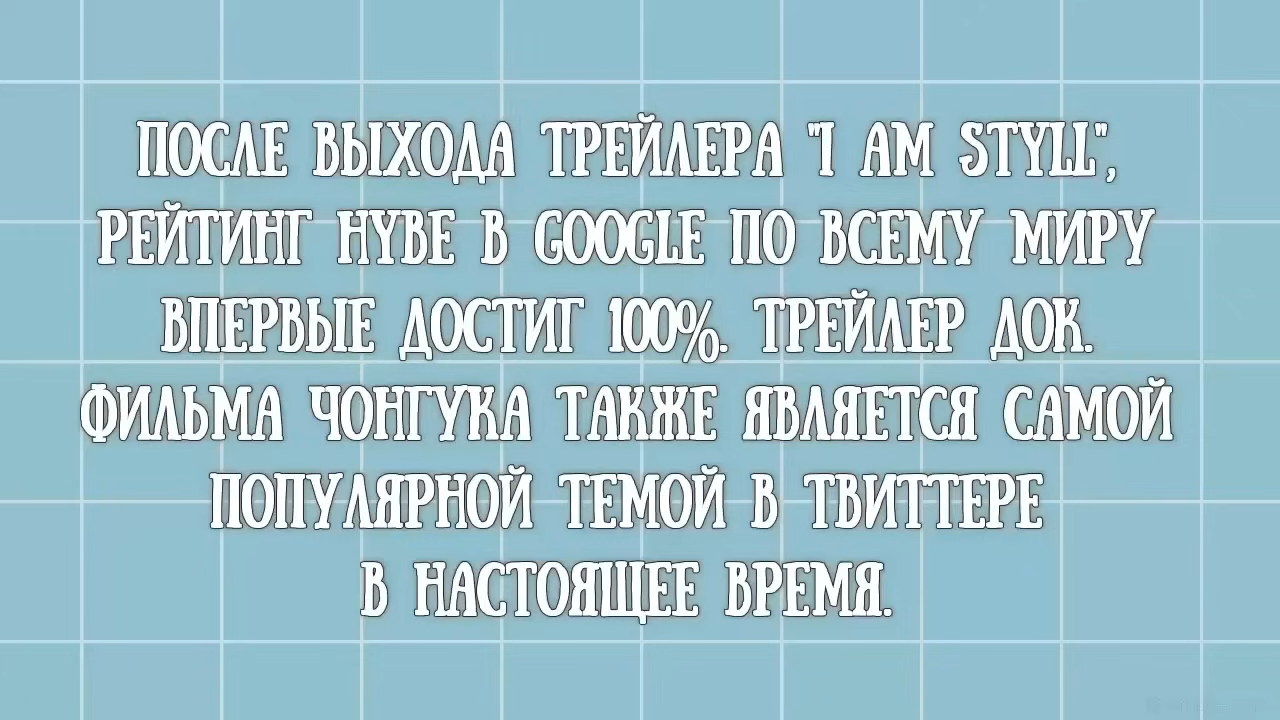 ПОСЛЕ ВЫХОДА ТРЕЙЛЕРА "I AM STYLL",
РЕЙТИНГ HYBE В GOOGLE ПО ВСЕМУ МИРУ
ВПЕРВЫЕ ДОСТИГ 100%. ТРЕЙЛЕР ДОК.
ФИЛЬМА ЧОНГУКА ТАКЖЕ ЯВЛЯЕТСЯ САМОЙ
ПОПУЛЯРНОЙ ТЕМОЙ В ТВИТТЕРЕ
В НАСТОЯЩЕЕ ВРЕМЯ.